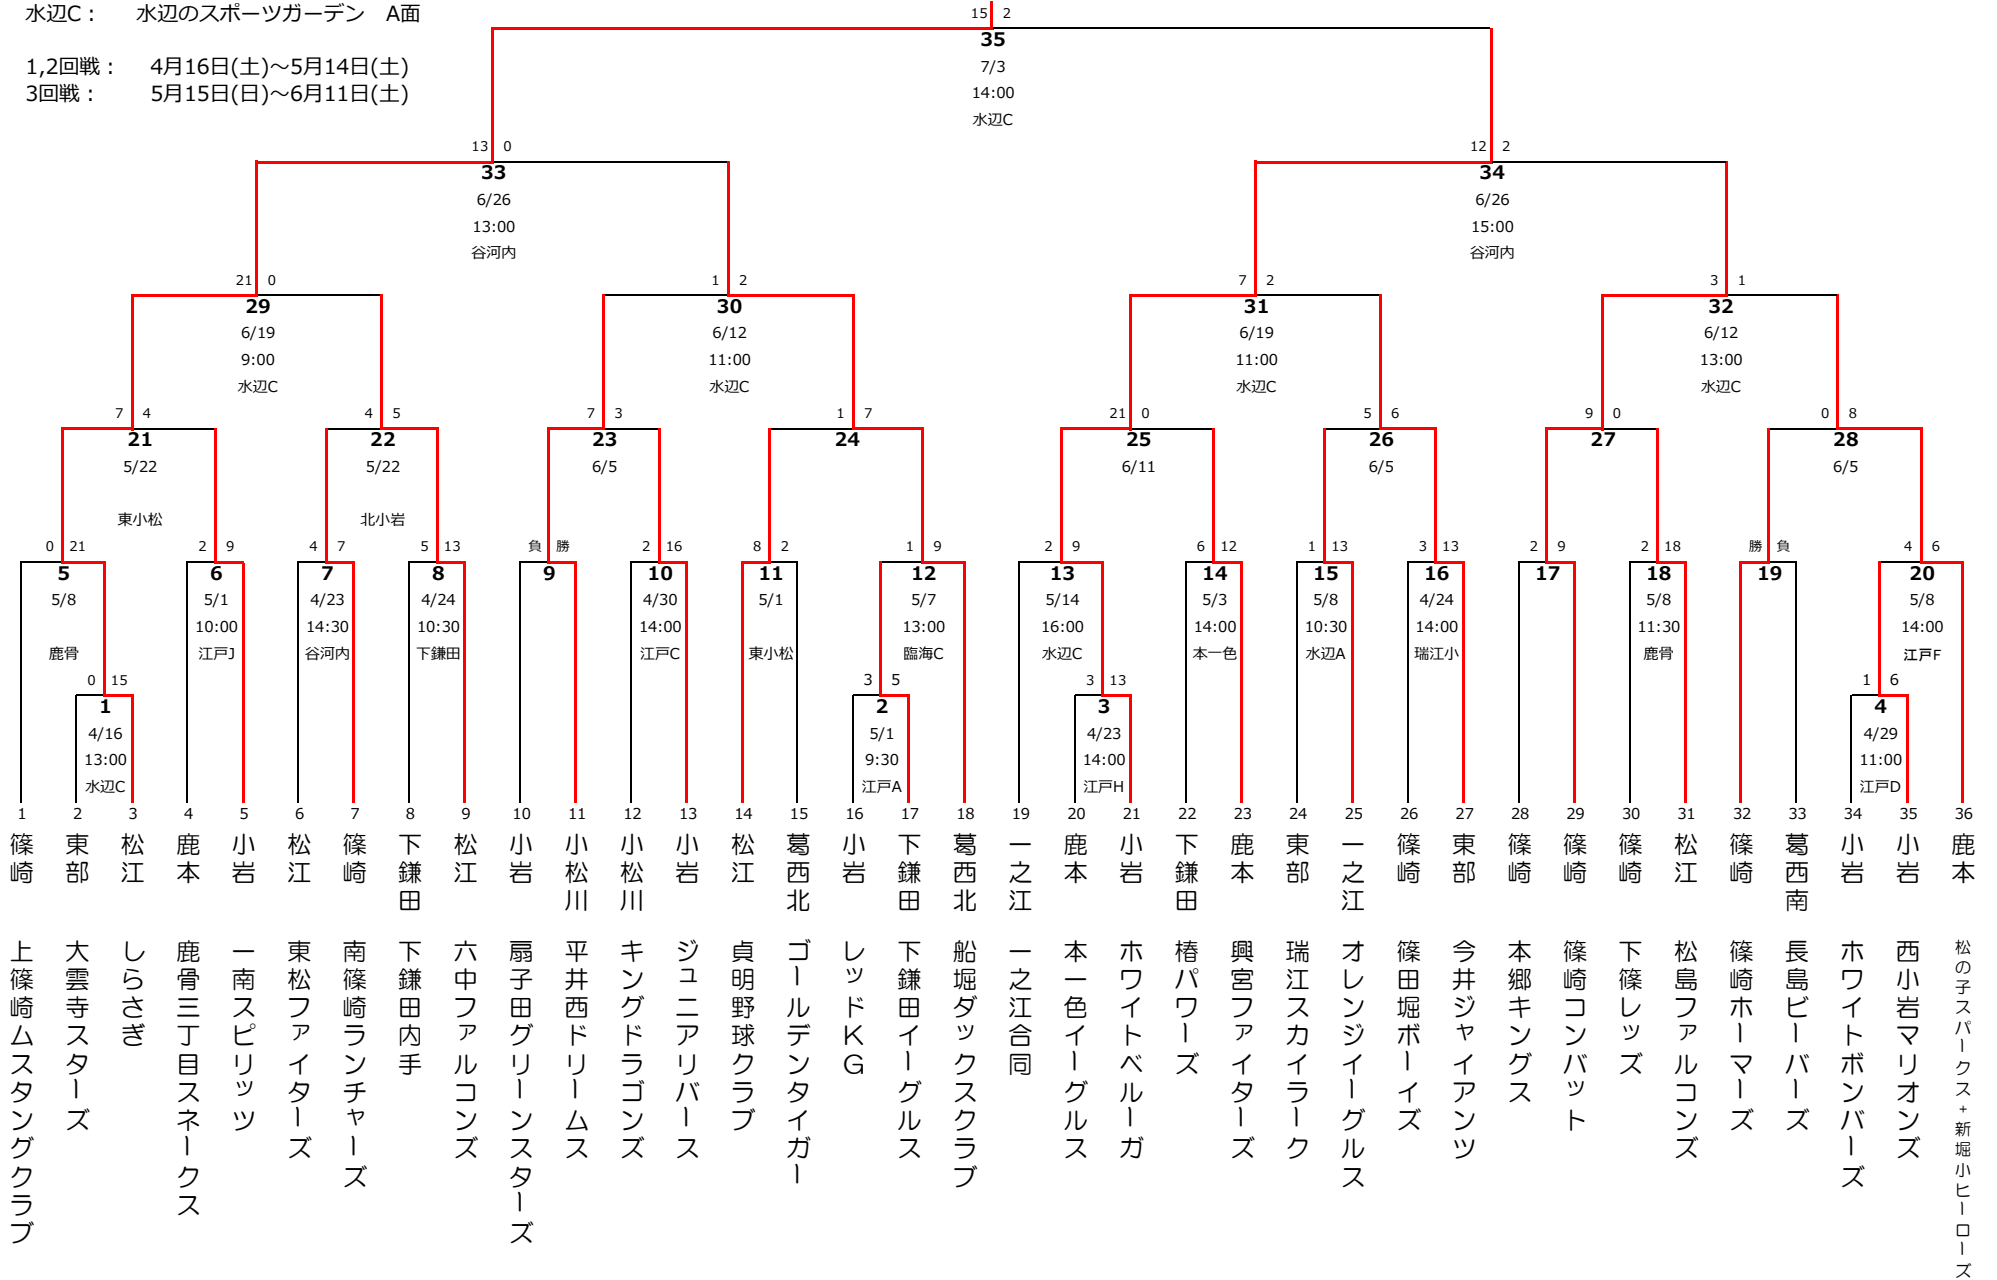 水辺C： 水辺のスポーツガーデン A面
15 2
35
7/3
14:00
水辺C
1,2回戦： 4月16日(土)～5月14日(土)
3回戦： 5月15日(日)～6月11日(土)
13 0
33
6/26
13:00
谷河内
12 2
34
6/26
15:00
谷河内
21 0
29
6/19
9:00
水辺C
1 2
30
6/12
11:00
水辺C
7 2
31
6/19
11:00
水辺C
3 1
32
6/12
13:00
水辺C
7 4
21
5/22
東小松
4 5
22
5/22
北小岩
7 3
23
6/5
1 7
24
21 0
25
6/11
5 6
26
6/5
9 0
27
0 8
28
6/5
0 21
5
5/8
鹿骨
2 9
6
5/1
10:00
江戸J
4 7
7
4/23
14:30
谷河内
5 13
8
4/24
10:30
下鎌田
負 勝
9
2 16
10
4/30
14:00
江戸C
8 2
11
5/1
東小松
1 9
12
5/7
13:00
臨海C
2 9
13
5/14
16:00
水辺C
6 12
14
5/3
14:00
本一色
1 13
15
5/8
10:30
水辺A
3 13
16
4/24
14:00
瑞江小
2 9
17
2 18
18
5/8
11:30
鹿骨
勝 負
19
4 6
20
5/8
14:00
江戸F
0 15
1
4/16
13:00
水辺C
3 5
2
5/1
9:30
江戸A
3 13
3
4/23
14:00
江戸H
1 6
4
4/29
11:00
江戸D
1 篠崎 上篠崎ムスタングクラブ
2 東部 大雲寺スターズ
3 松江 しらさぎ
4 鹿本 鹿骨三丁目スネークス
5 小岩 一南スピリッツ
6 松江 東松ファイターズ
7 篠崎 南篠崎ランチャーズ
8 下鎌田 下鎌田内手
9 松江 六中ファルコンズ
10 小岩 扇子田グリーンスターズ
11 小松川 平井西ドリームス
12 小松川 キングドラゴンズ
13 小岩 ジュニアリバース
14 松江 貞明野球クラブ
15 葛西北 ゴールデンタイガー
16 小岩 レッドKG
17 下鎌田 下鎌田イーグルス
18 葛西北 船堀ダックスクラブ
19 一之江 一之江合同
20 鹿本 本一色イーグルス
21 小岩 ホワイトベルーガ
22 下鎌田 椿パワーズ
23 鹿本 興宮ファイターズ
24 東部 瑞江スカイラーク
25 一之江 オレンジイーグルス
26 篠崎 篠田堀ボーイズ
27 東部 今井ジャイアンツ
28 篠崎 本郷キングス
29 篠崎 篠崎コンバット
30 篠崎 下篠レッズ
31 松江 松島ファルコンズ
32 篠崎 篠崎ホーマーズ
33 葛西南 長島ビーバーズ
34 小岩 ホワイトボンバーズ
35 小岩 西小岩マリオンズ
36 鹿本 松の子スパークス+新堀小ヒーローズ